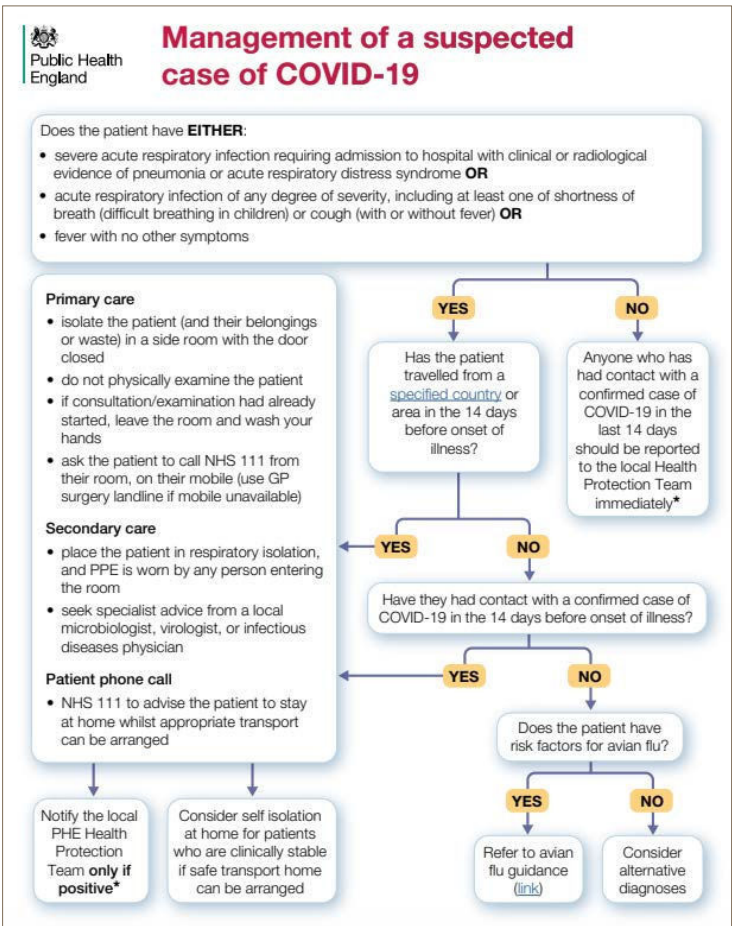 Public Health
England
Management of a suspected
case of COVID-19
Does the patient have EITHER:
• severe acute respiratory infection requiring admission to hospital with clinical or radiological
evidence of pneumonia or acute respiratory distress syndrome OR
• acute respiratory infection of any degree of severity, including at least one of shortness of
breath (difficult breathing in children) or cough (with or without fever) OR
• fever with no other symptoms
YES
NO
Has the patient
travelled from a
specified country or
area in the 14 days
before onset of
illness?
Anyone who has
had contact with a
confirmed case of
COVID-19 in the
last 14 days
should be reported
to the local Health
Protection Team
immediately*
Primary care
• isolate the patient (and their belongings
or waste) in a side room with the door
closed
• do not physically examine the patient
• if consultation/examination had already
started, leave the room and wash your
hands
• ask the patient to call NHS 111 from
their room, on their mobile (use GP
surgery landline if mobile unavailable)
Secondary care
• place the patient in respiratory isolation,
and PPE is worn by any person entering
the room
• seek specialist advice from a local
microbiologist, virologist, or infectious
diseases physician
Patient phone call
• NHS 111 to advise the patient to stay
at home whilst appropriate transport
can be arranged
YES
NO
Have they had contact with a confirmed case of
COVID-19 in the 14 days before onset of illness?
YES
NO
Does the patient have
risk factors for avian flu?
YES
NO
Notify the local
PHE Health
Protection
Team only if
positive*
Consider self isolation
at home for patients
who are clinically stable
if safe transport home
can be arranged
Refer to avian
flu guidance
(link)
Consider
alternative
diagnoses